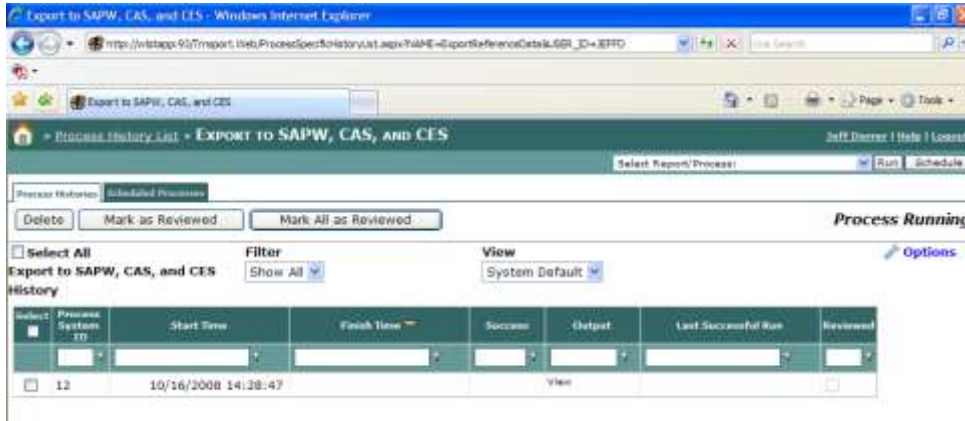 Export to SAPW, CAS, and CES - Windows Internet Explorer
Export to SAPW, CAS, and CES
Page
Tools
Process History List
EXPORT TO SAPW, CAS, AND CES
Help
Select Report/Process:
Run
Schedule
Process Histories
Scheduled Processes
Delete
Mark as Reviewed
Mark All as Reviewed
Process Running
Select All
Filter
View
Options
Export to SAPW, CAS, and CES
History
Show All
System Default
Select
Process System ID
Start Time
Finish Time
Success
Output
Last Successful Run
Reviewed
12
10/16/2008 14:28:47
View